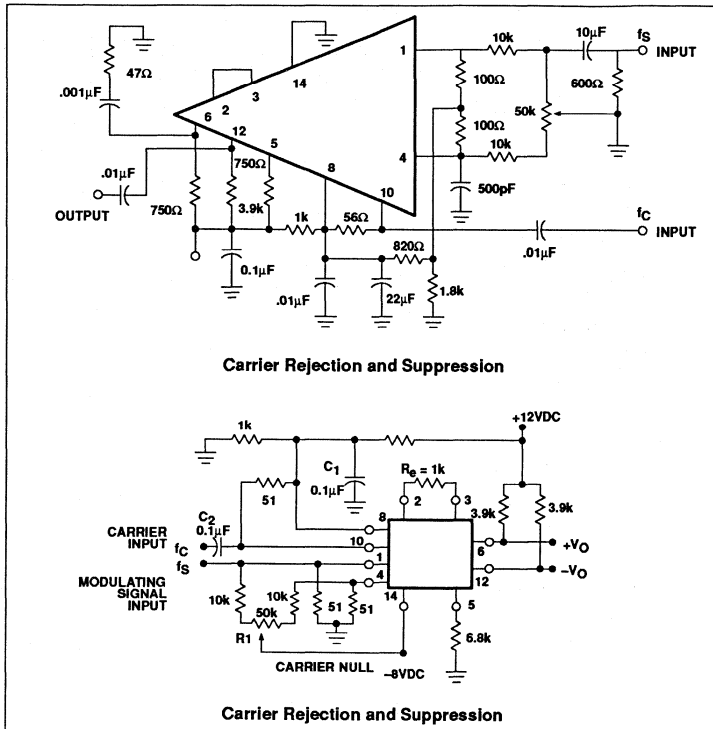 10μF
fS
INPUT
10k
1
14
47Ω
3
100Ω
600Ω
.001μF
2
6
50k
12
100Ω
5
4
10k
750Ω
.01μF
8
500pF
10
OUTPUT
750Ω
3.9k
1k
56Ω
fC
INPUT
820Ω
.01μF
0.1μF
.01μF
22μF
1.8k
Carrier Rejection and Suppression
+12VDC
1k
C1
0.1μF
Re = 1k
51
2
3
3.9k
3.9k
C2
0.1μF
8
CARRIER
INPUT
fC
10
6
+VO
fS
1
MODULATING
SIGNAL
INPUT
4
12
−VO
10k
10k
14
5
50k
51
51
R1
6.8k
CARRIER NULL
−8VDC
Carrier Rejection and Suppression